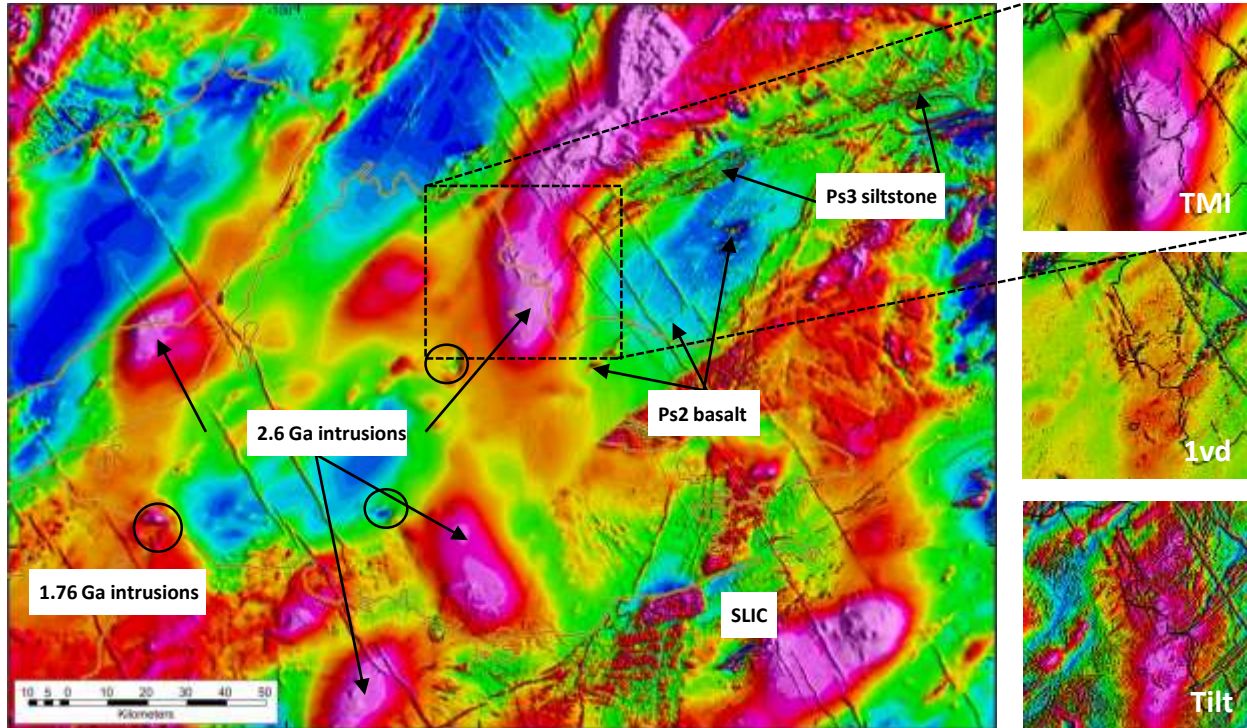 TMI
Ps3 siltstone
Ps2 basalt
2.6 Ga intrusions
1vd
1.76 Ga intrusions
SLIC
Tilt
10 5 0 10 20 30 40 50
Kilometers